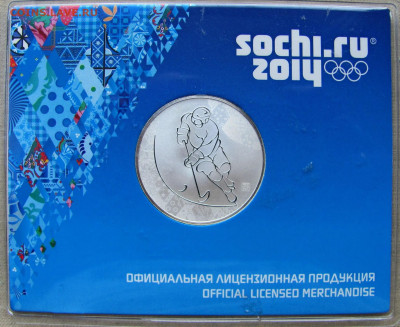 sochi.ru
2014
ОФИЦИАЛЬНАЯ ЛИЦЕНЗИОННАЯ ПРОДУКЦИЯ
OFFICIAL LICENSED MERCHANDISE